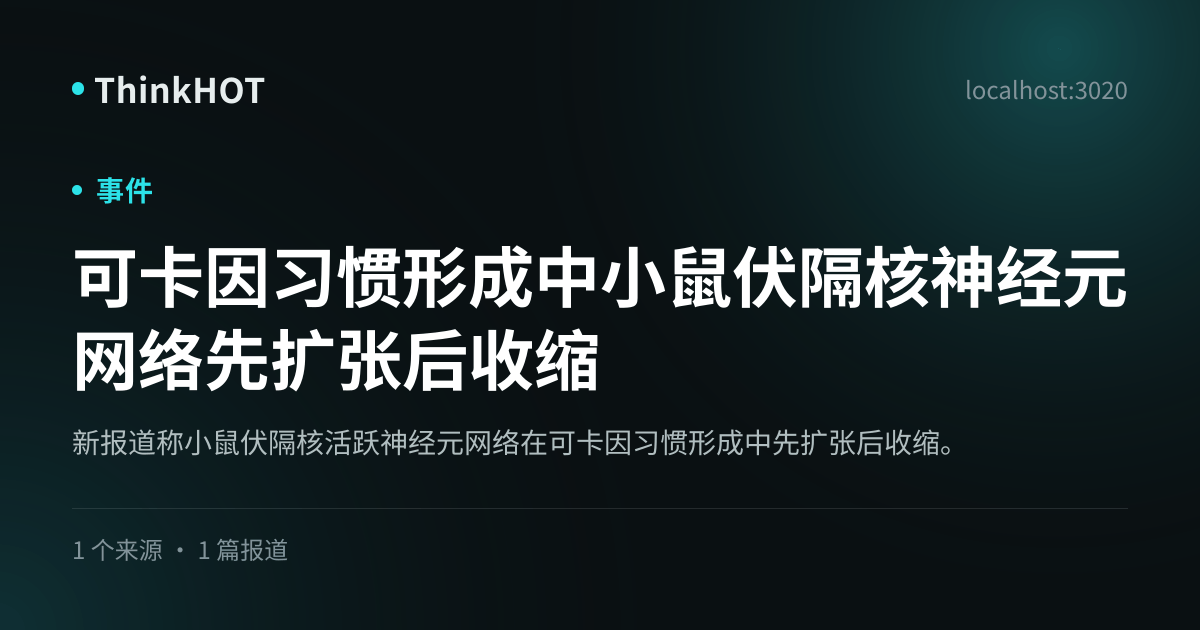 ThinkHOT
localhost:3020
事件
可卡因习惯形成中小鼠伏隔核神经元
网络先扩张后收缩
新报道称小鼠伏隔核活跃神经元网络在可卡因习惯形成中先扩张后收缩。
1 个来源 · 1 篇报道